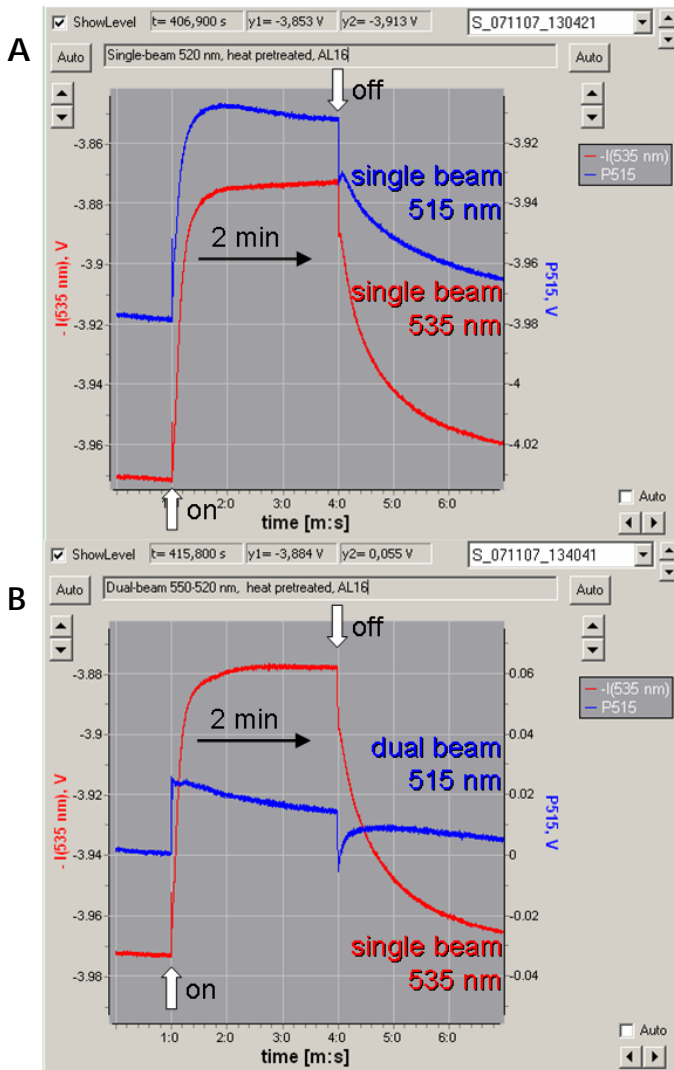 A
ShowLevel t= 406,900 s y1= -3,853 V y2= -3,913 V S_071107_130421
Auto Single-beam 520 nm, heat pretreated, AL16 Auto
off
-3.86
-3.88
-3.9
-3.92
-3.94
-3.96
- I(535 nm), V
single beam
515 nm
2 min
single beam
535 nm
-3.92
-3.94
-3.96
-3.98
-4
-4.02
P515, V
-I(535 nm)
P515
on
1:0 2:0 3:0 4:0 5:0 6:0
time [m:s]
Auto
B
ShowLevel t= 415,800 s y1= -3,884 V y2= 0,055 V S_071107_134041
Auto Dual-beam 550-520 nm, heat pretreated, AL16 Auto
off
-3.88
-3.9
-3.92
-3.94
-3.96
-3.98
- I(535 nm), V
2 min
dual beam
515 nm
single beam
535 nm
0.06
0.04
0.02
0
-0.02
-0.04
P515, V
-I(535 nm)
P515
on
1:0 2:0 3:0 4:0 5:0 6:0
time [m:s]
Auto